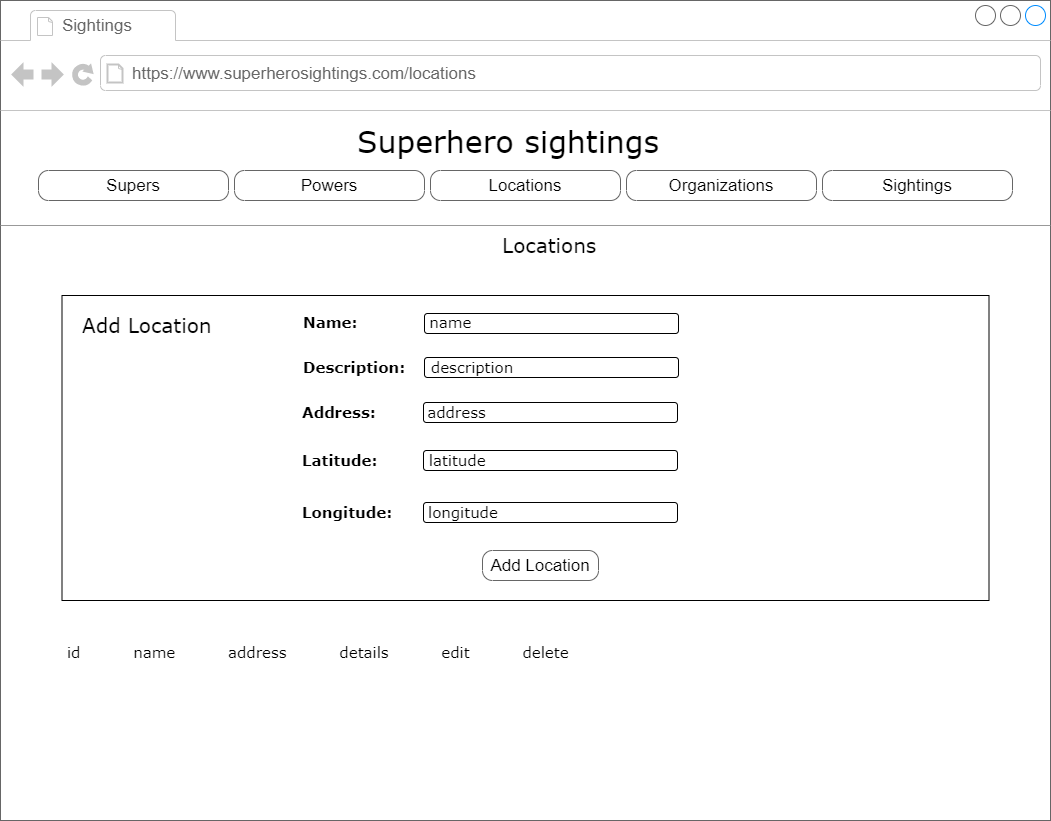 Sightings
https://www.superherosightings.com/locations
Superhero sightings
Supers Powers Locations Organizations Sightings
Locations
Add Location
Name: name
Description: description
Address: address
Latitude: latitude
Longitude: longitude
Add Location
id name address details edit delete